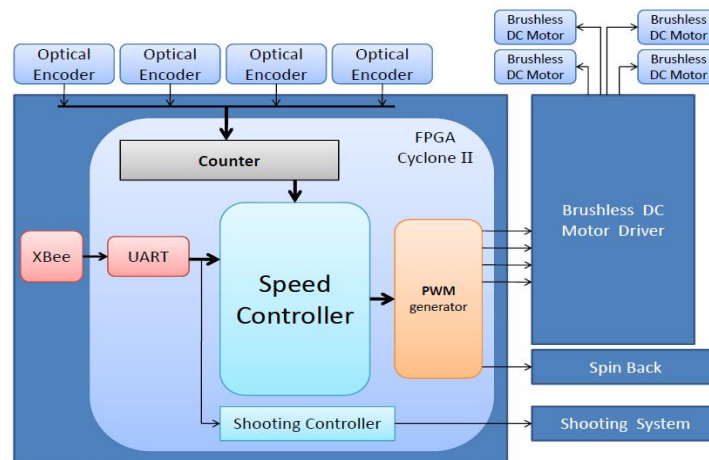 Optical
Encoder
Optical
Encoder
Optical
Encoder
Optical
Encoder
Brushless
DC Motor
Brushless
DC Motor
Brushless
DC Motor
Brushless
DC Motor
FPGA
Cyclone II
Counter
XBee
UART
Speed
Controller
PWM
generator
Brushless DC
Motor Driver
Spin Back
Shooting Controller
Shooting System